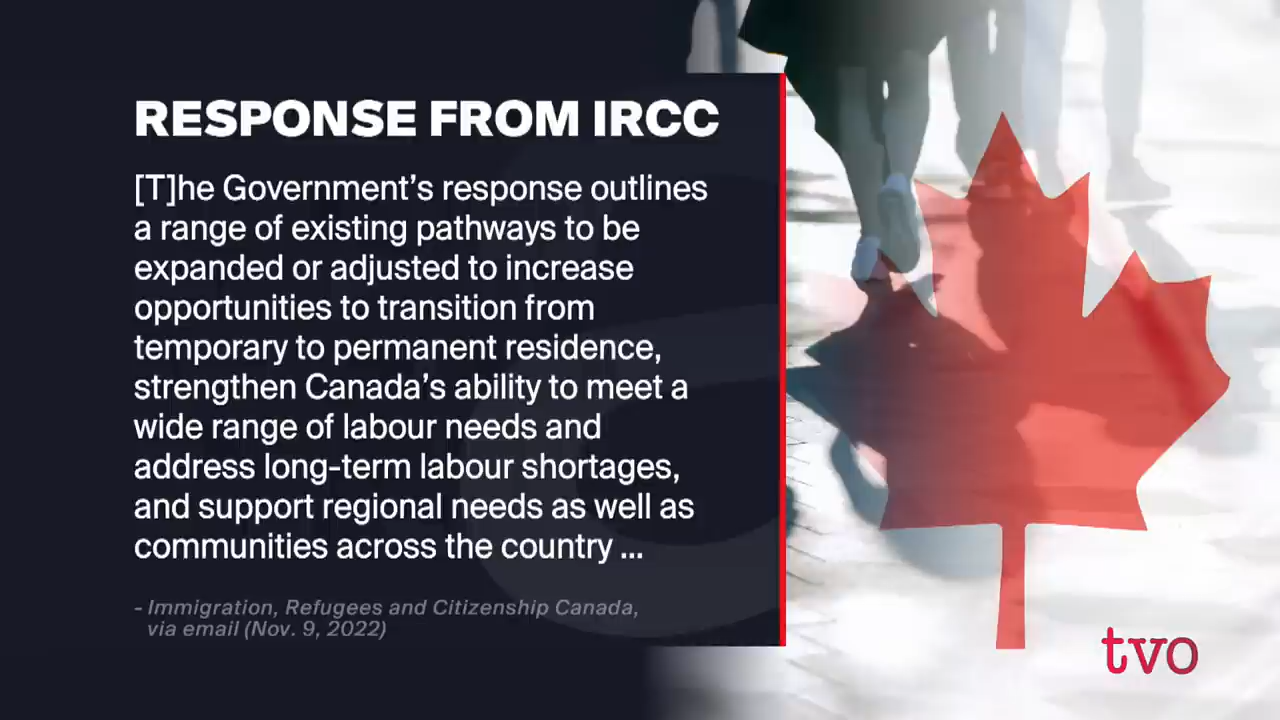 RESPONSE FROM IRCC
[T]he Government’s response outlines
a range of existing pathways to be
expanded or adjusted to increase
opportunities to transition from
temporary to permanent residence,
strengthen Canada’s ability to meet a
wide range of labour needs and
address long-term labour shortages,
and support regional needs as well as
communities across the country ...
- Immigration, Refugees and Citizenship Canada,
via email (Nov. 9, 2022)
tvo